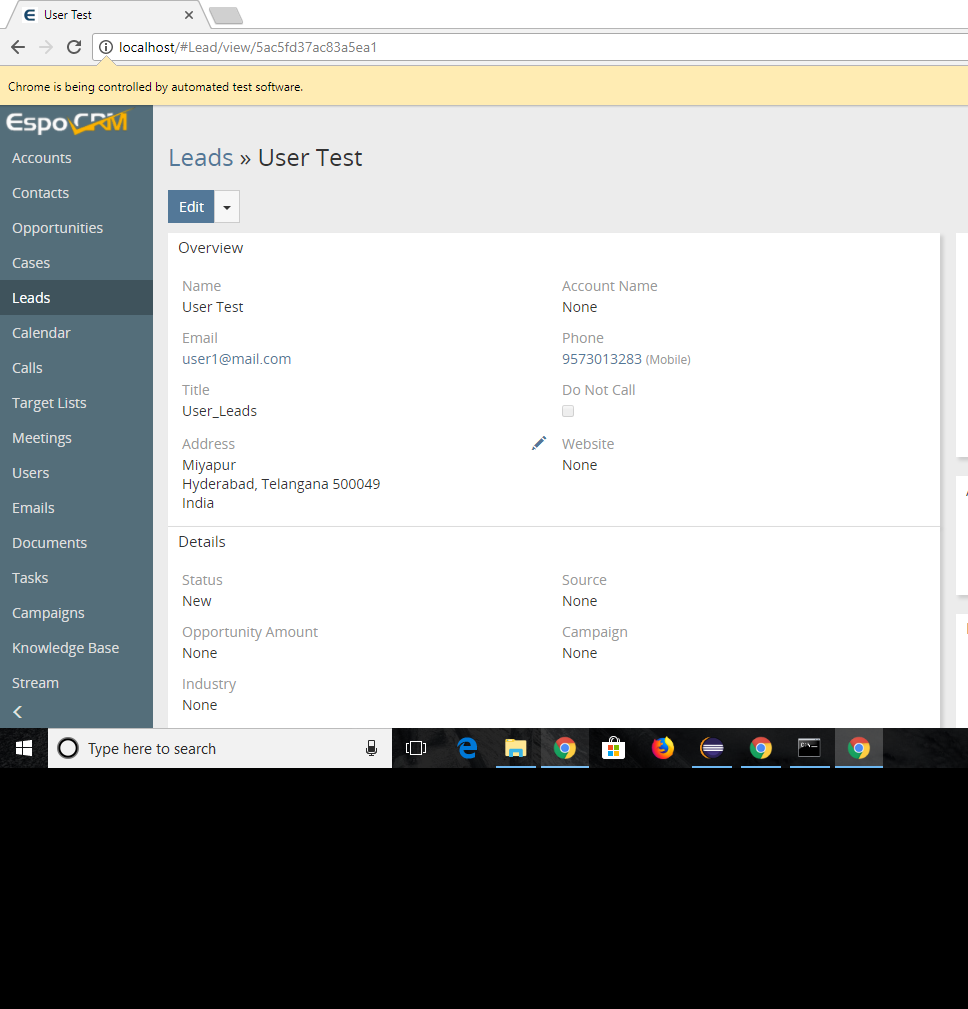 User Test
localhost/#Lead/view/5ac5fd37ac83a5ea1
Chrome is being controlled by automated test software.
EspoCRM
Accounts
Contacts
Opportunities
Cases
Leads
Calendar
Calls
Target Lists
Meetings
Users
Emails
Documents
Tasks
Campaigns
Knowledge Base
Stream
Leads » User Test
Edit
Overview
Name
User Test
Account Name
None
Email
user1@mail.com
Phone
9573013283 (Mobile)
Title
User_Leads
Do Not Call
Address
Miyapur
Hyderabad, Telangana 500049
India
Website
None
Details
Status
New
Source
None
Opportunity Amount
None
Campaign
None
Industry
None
Type here to search